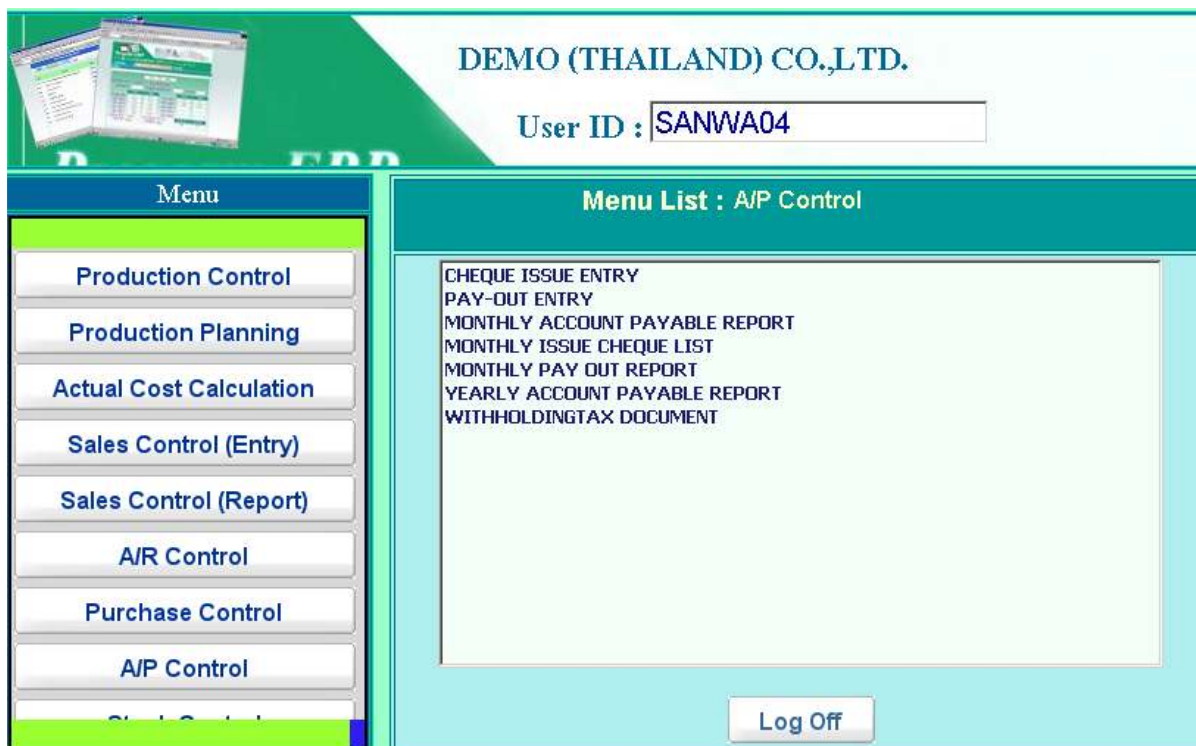 DEMO (THAILAND) CO.,LTD.
User ID : SANWA04
Menu
Production Control
Production Planning
Actual Cost Calculation
Sales Control (Entry)
Sales Control (Report)
A/R Control
Purchase Control
A/P Control
Menu List : A/P Control
CHEQUE ISSUE ENTRY
PAY-OUT ENTRY
MONTHLY ACCOUNT PAYABLE REPORT
MONTHLY ISSUE CHEQUE LIST
MONTHLY PAY OUT REPORT
YEARLY ACCOUNT PAYABLE REPORT
WITHHOLDINGTAX DOCUMENT
Log Off